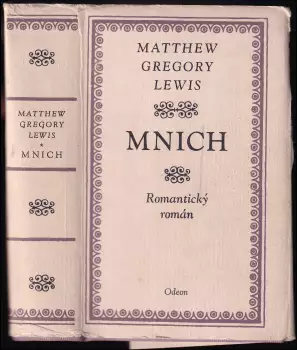 MATTHEW
GREGORY
LEWIS
MNICH
MATTHEW
GREGORY
LEWIS
MNICH
Romantický
román
Odeon